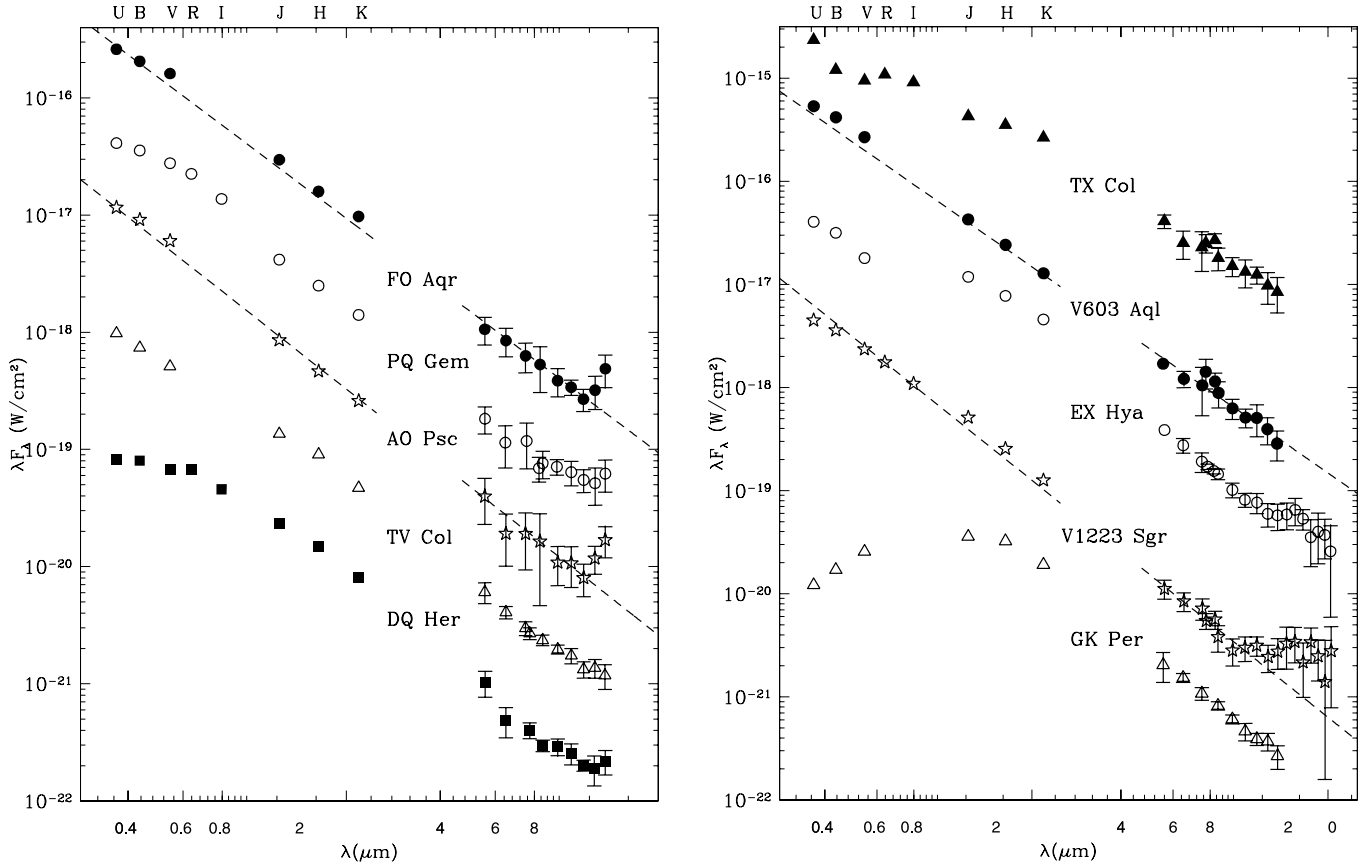 U B V R I J H K
10⁻¹⁶
10⁻¹⁷
10⁻¹⁸
10⁻¹⁹
10⁻²⁰
10⁻²¹
10⁻²²
λF_λ (W/cm²)
FO Aqr
PQ Gem
AO Psc
TV Col
DQ Her
0.4 0.6 0.8 2 4 6 8
λ(μm)
U B V R I J H K
10⁻¹⁵
10⁻¹⁶
10⁻¹⁷
10⁻¹⁸
10⁻¹⁹
10⁻²⁰
10⁻²¹
10⁻²²
λF_λ (W/cm²)
TX Col
V603 Aql
EX Hya
V1223 Sgr
GK Per
0.4 0.6 0.8 2 4 6 8 2 0
λ(μm)